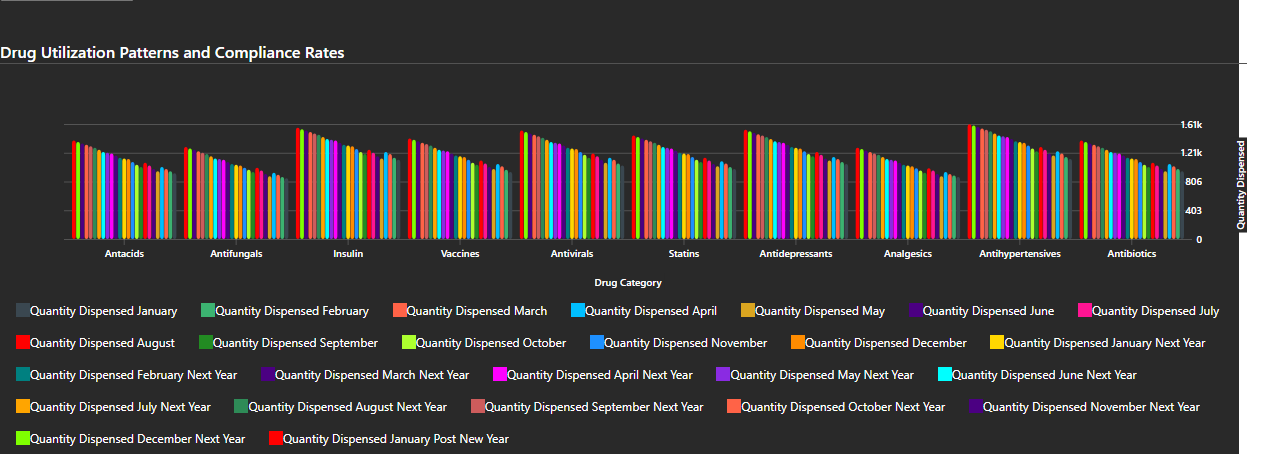 Drug Utilization Patterns and Compliance Rates
1.61k
1.21k
806
403
0
Quantity Dispensed
Antacids Antifungals Insulin Vaccines Antivirals Statins Antidepressants Analgesics Antihypertensives Antibiotics
Drug Category
Quantity Dispensed January Quantity Dispensed February Quantity Dispensed March Quantity Dispensed April Quantity Dispensed May Quantity Dispensed June Quantity Dispensed July
Quantity Dispensed August Quantity Dispensed September Quantity Dispensed October Quantity Dispensed November Quantity Dispensed December Quantity Dispensed January Next Year
Quantity Dispensed February Next Year Quantity Dispensed March Next Year Quantity Dispensed April Next Year Quantity Dispensed May Next Year Quantity Dispensed June Next Year
Quantity Dispensed July Next Year Quantity Dispensed August Next Year Quantity Dispensed September Next Year Quantity Dispensed October Next Year Quantity Dispensed November Next Year
Quantity Dispensed December Next Year Quantity Dispensed January Post New Year